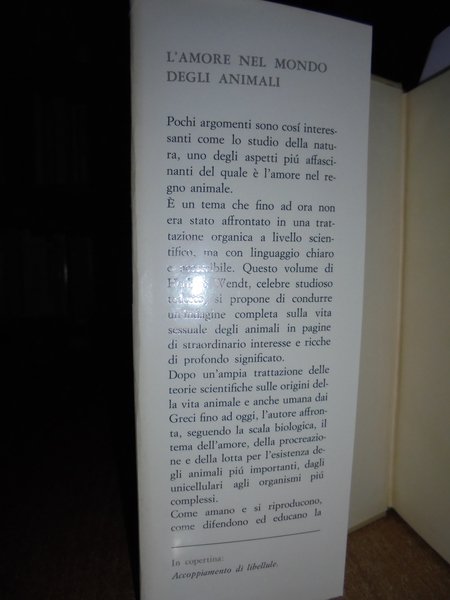 L'AMORE NEL MONDO
DEGLI ANIMALI
Pochi argomenti sono cosí interes-
santi come lo studio della natu-
ra, uno degli aspetti piú affasci-
nanti del quale è l'amore nel re-
gno animale.
È un tema che fino ad ora non
era stato affrontato in una trat-
tazione organica a livello scien-
tifico, ma con linguaggio chiaro
e accessibile. Questo volume di
Wendt, celebre studioso
si propone di condurre
un'indagine completa sulla vita
sessuale degli animali in pagine
di straordinario interesse e ricche
di profondo significato.
Dopo un'ampia trattazione delle
teorie scientifiche sulle origini del-
la vita animale e anche umana dai
Greci fino ad oggi, l'autore affron-
ta, seguendo la scala biologica, il
tema dell'amore, della procreazio-
ne e della lotta per l'esistenza de-
gli animali piú importanti, dagli
unicellulari agli organismi piú
complessi.
Come amano e si riproducono,
come difendono ed educano la
In copertina:
Accoppiamento di libellule.